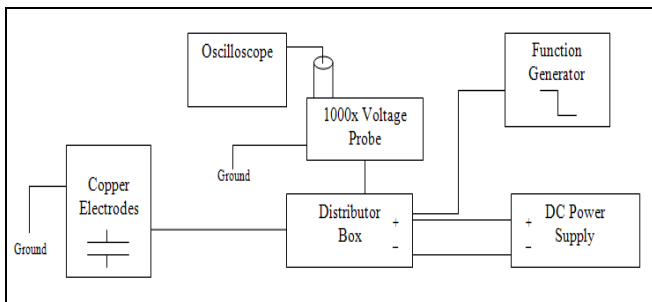 Oscilloscope
Function
Generator
1000x Voltage
Probe
Ground
Copper
Electrodes
Ground
Distributor
Box
+
−
+
−
DC Power
Supply